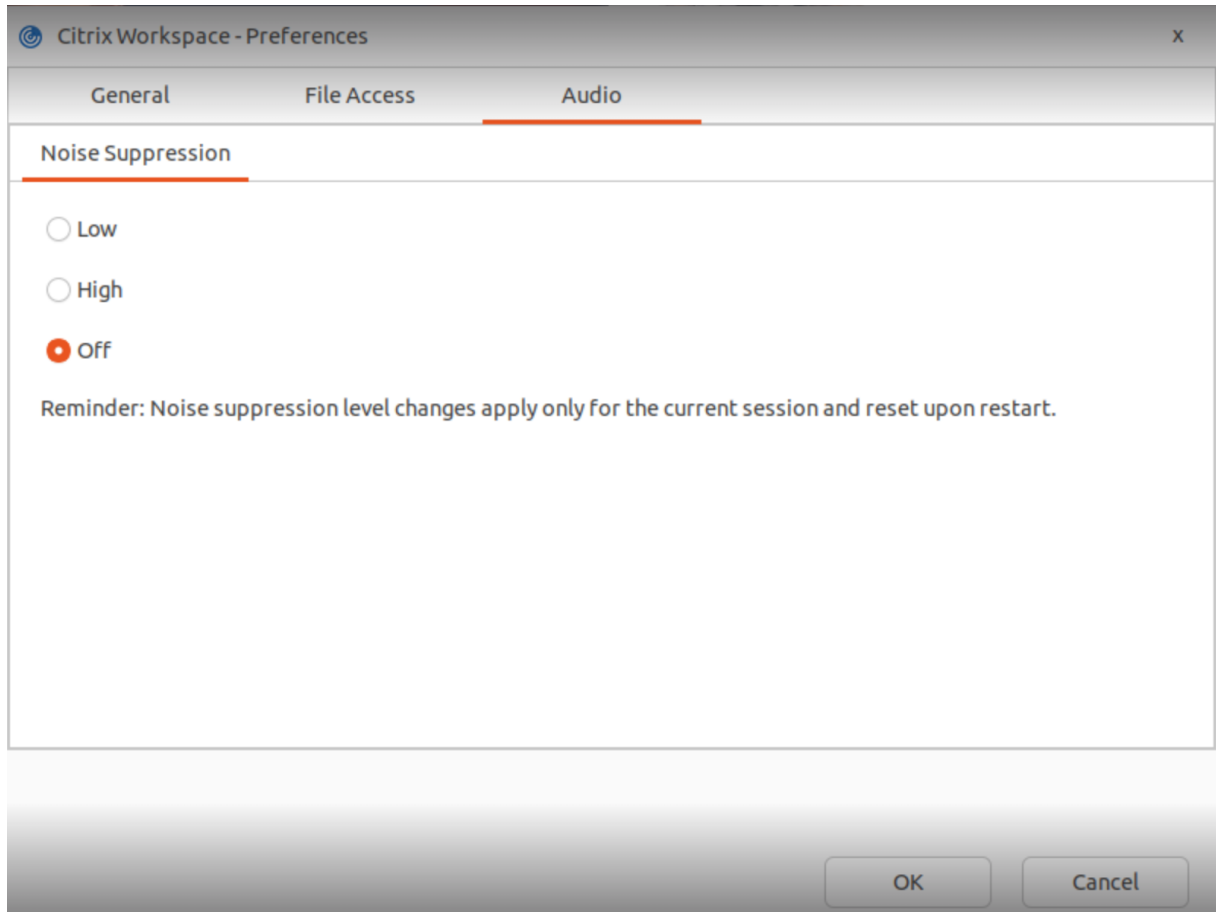 Citrix Workspace - Preferences x
General File Access Audio
Noise Suppression
Low
High
Off
Reminder: Noise suppression level changes apply only for the current session and reset upon restart.
OK Cancel